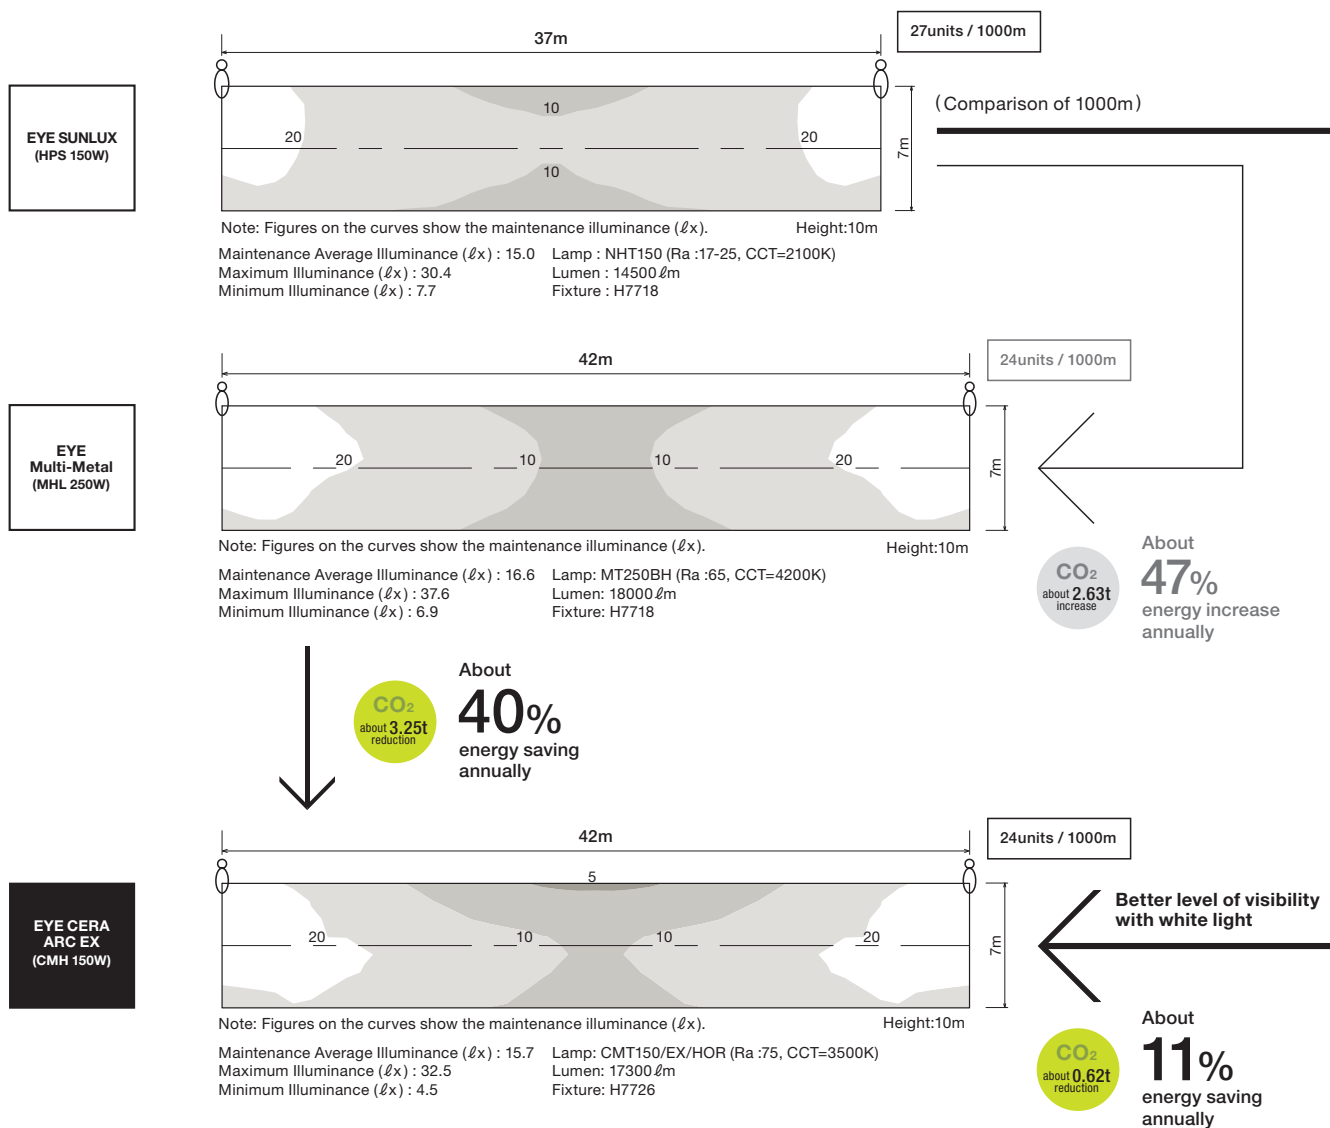 37m
27units / 1000m
EYE SUNLUX
(HPS 150W)
10
20
20
10
7m
(Comparison of 1000m)
Note: Figures on the curves show the maintenance illuminance (ℓx).
Height:10m
Maintenance Average Illuminance (ℓx) : 15.0
Maximum Illuminance (ℓx) : 30.4
Minimum Illuminance (ℓx) : 7.7
Lamp : NHT150 (Ra :17-25, CCT=2100K)
Lumen : 14500ℓm
Fixture : H7718
42m
24units / 1000m
EYE
Multi-Metal
(MHL 250W)
20
10
10
20
7m
Note: Figures on the curves show the maintenance illuminance (ℓx).
Height:10m
Maintenance Average Illuminance (ℓx) : 16.6
Maximum Illuminance (ℓx) : 37.6
Minimum Illuminance (ℓx) : 6.9
Lamp: MT250BH (Ra :65, CCT=4200K)
Lumen: 18000ℓm
Fixture: H7718
CO2
about 2.63t
increase
About
47%
energy increase
annually
CO2
about 3.25t
reduction
About
40%
energy saving
annually
42m
24units / 1000m
EYE CERA
ARC EX
(CMH 150W)
5
20
10
10
20
7m
Better level of visibility
with white light
Note: Figures on the curves show the maintenance illuminance (ℓx).
Height:10m
Maintenance Average Illuminance (ℓx) : 15.7
Maximum Illuminance (ℓx) : 32.5
Minimum Illuminance (ℓx) : 4.5
Lamp: CMT150/EX/HOR (Ra :75, CCT=3500K)
Lumen: 17300ℓm
Fixture: H7726
CO2
about 0.62t
reduction
About
11%
energy saving
annually